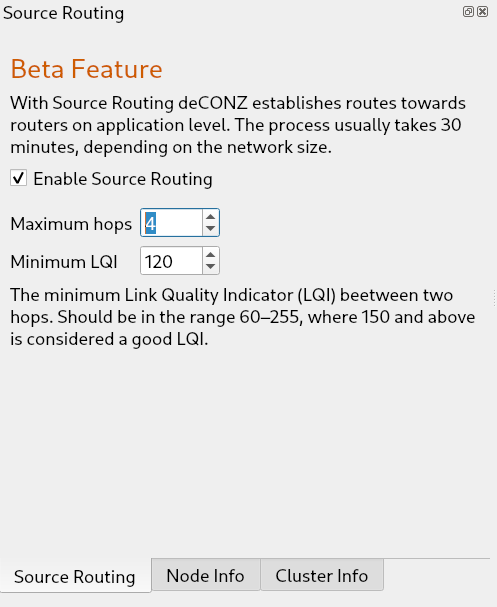 Source Routing
Beta Feature
With Source Routing deCONZ establishes routes towards
routers on application level. The process usually takes 30
minutes, depending on the network size.
Enable Source Routing
Maximum hops 4
Minimum LQI 120
The minimum Link Quality Indicator (LQI) beetween two
hops. Should be in the range 60–255, where 150 and above
is considered a good LQI.
Source Routing Node Info Cluster Info